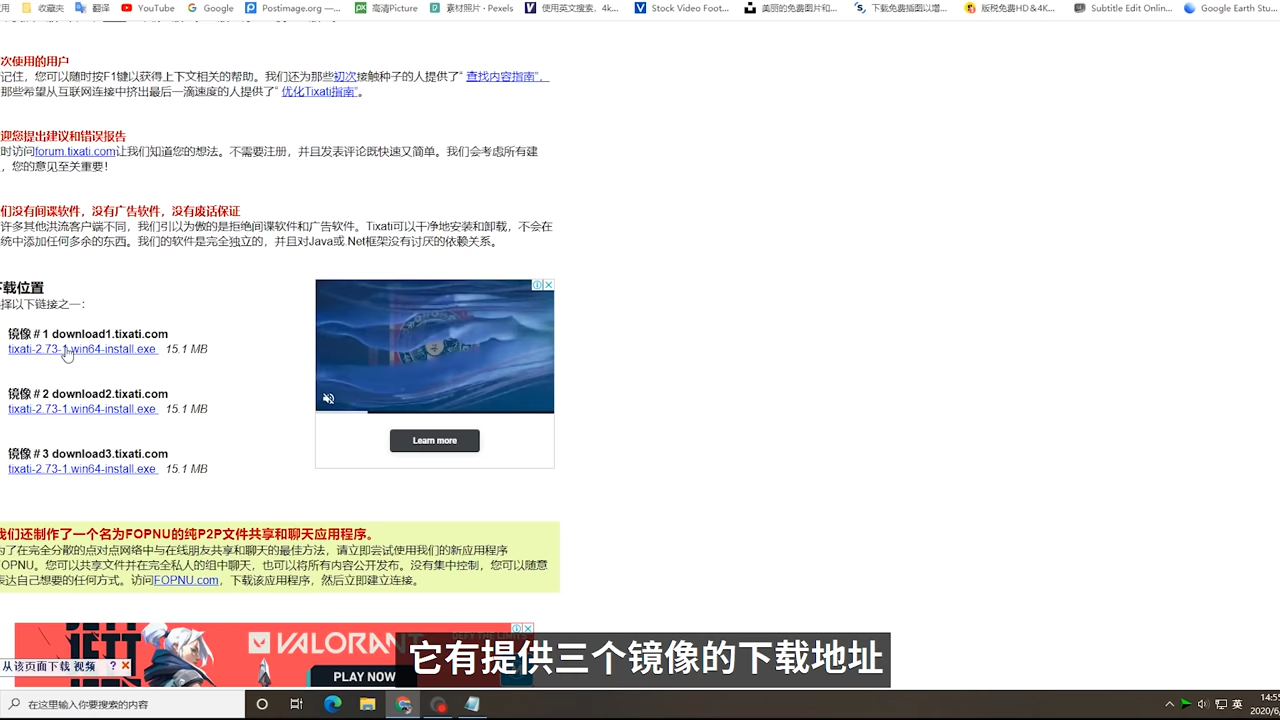 用
收藏夹
翻译
YouTube
Google
Postimage.org —...
高清Picture
素材照片 · Pexels
使用英文搜索．4k...
Stock Video Foot...
美丽的免费图片和...
下载免费插图以增...
版税免费HD＆4K...
Subtitle Edit Onlin...
Google Earth Stu...
次使用的用户
记住，您可以随时按F1键以获得上下文相关的帮助。我们还为那些初次接触种子的人提供了“ 查找内容指南”，
那些希望从互联网连接中挤出最后一滴速度的人提供了“ 优化Tixati指南”。
迎您提出建议和错误报告
时访问forum.tixati.com让我们知道您的想法。不需要注册，并且发表评论既快速又简单。我们会考虑所有建
，您的意见至关重要！
们没有间谍软件，没有广告软件，没有废话保证
许多其他洪流客户端不同，我们引以为傲的是拒绝间谍软件和广告软件。Tixati可以干净地安装和卸载，不会在
统中添加任何多余的东西。我们的软件是完全独立的，并且对Java或.Net框架没有讨厌的依赖关系。
下载位置
择以下链接之一：
镜像＃1 download1.tixati.com
tixati-2.73-1.win64-install.exe 15.1 MB
镜像＃2 download2.tixati.com
tixati-2.73-1.win64-install.exe 15.1 MB
镜像＃3 download3.tixati.com
tixati-2.73-1.win64-install.exe 15.1 MB
Learn more
我们还制作了一个名为FOPNU的纯P2P文件共享和聊天应用程序。
为了在完全分散的点对点网络中与在线朋友共享和聊天的最佳方法，请立即尝试使用我们的新应用程序
FOPNU。您可以共享文件并在完全私人的组中聊天，也可以将所有内容公开发布。没有集中控制，您可以随意
表达自己想要的任何方式。访问FOPNU.com，下载该应用程序，然后立即建立连接。
VALORANT
DEFY THE LIMITS
PLAY NOW
从该页面下载 视频 ?
它有提供三个镜像的下载地址
在这里输入你要搜索的内容
英
14:55
2020/6/